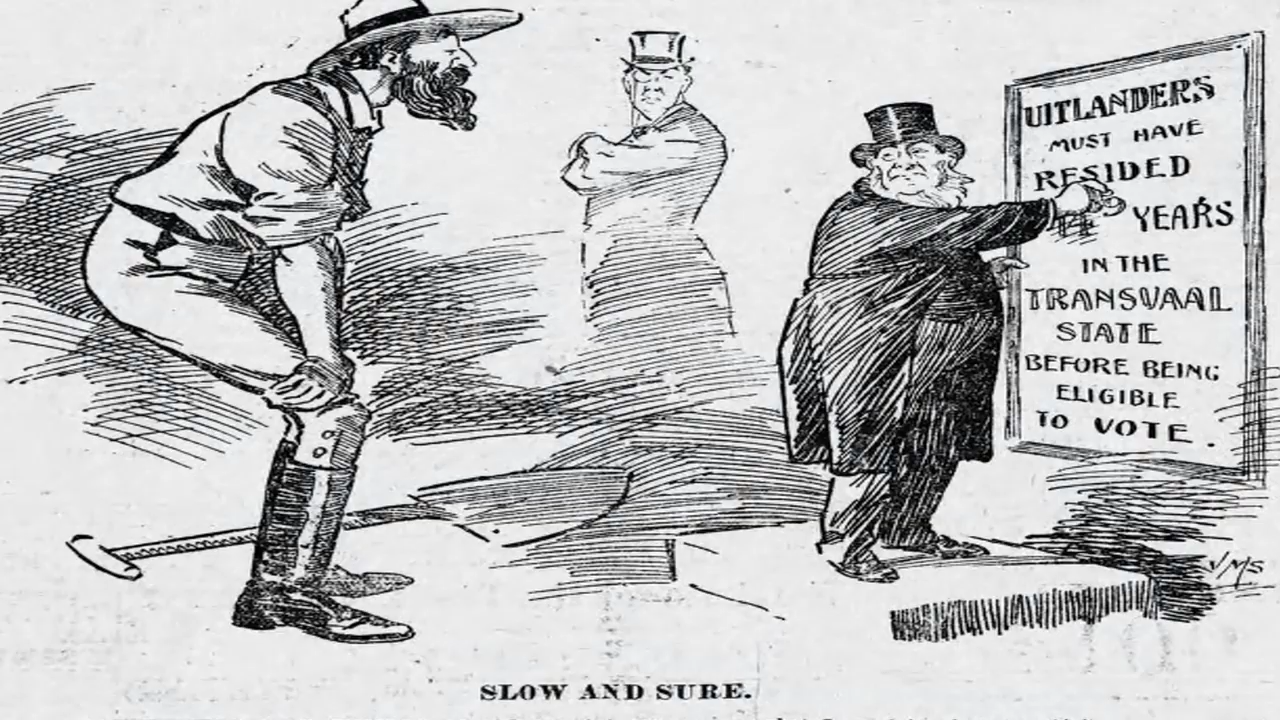 UITLANDERS
MUST HAVE
RESIDED
YEARS
IN THE
TRANSVAAL
STATE
BEFORE BEING
ELIGIBLE
TO VOTE.
JMS
SLOW AND SURE.